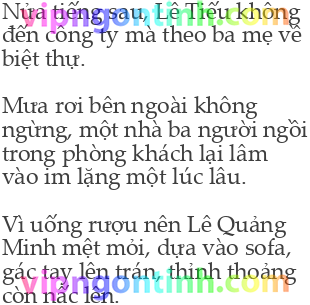 Nửa tiếng sau, Lê Tiếu không
đến công ty mà theo ba mẹ về
biệt thự.
Mưa rơi bên ngoài không
ngừng, một nhà ba người ngồi
trong phòng khách lại lâm
vào im lặng một lúc lâu.
Vì uống rượu nên Lê Quảng
Minh mệt mỏi, dựa vào sofa,
gác tay lên trán, thỉnh thoảng
còn nấc lên.
vipngontinh.com
vipngontinh.com
vipngontinh.com